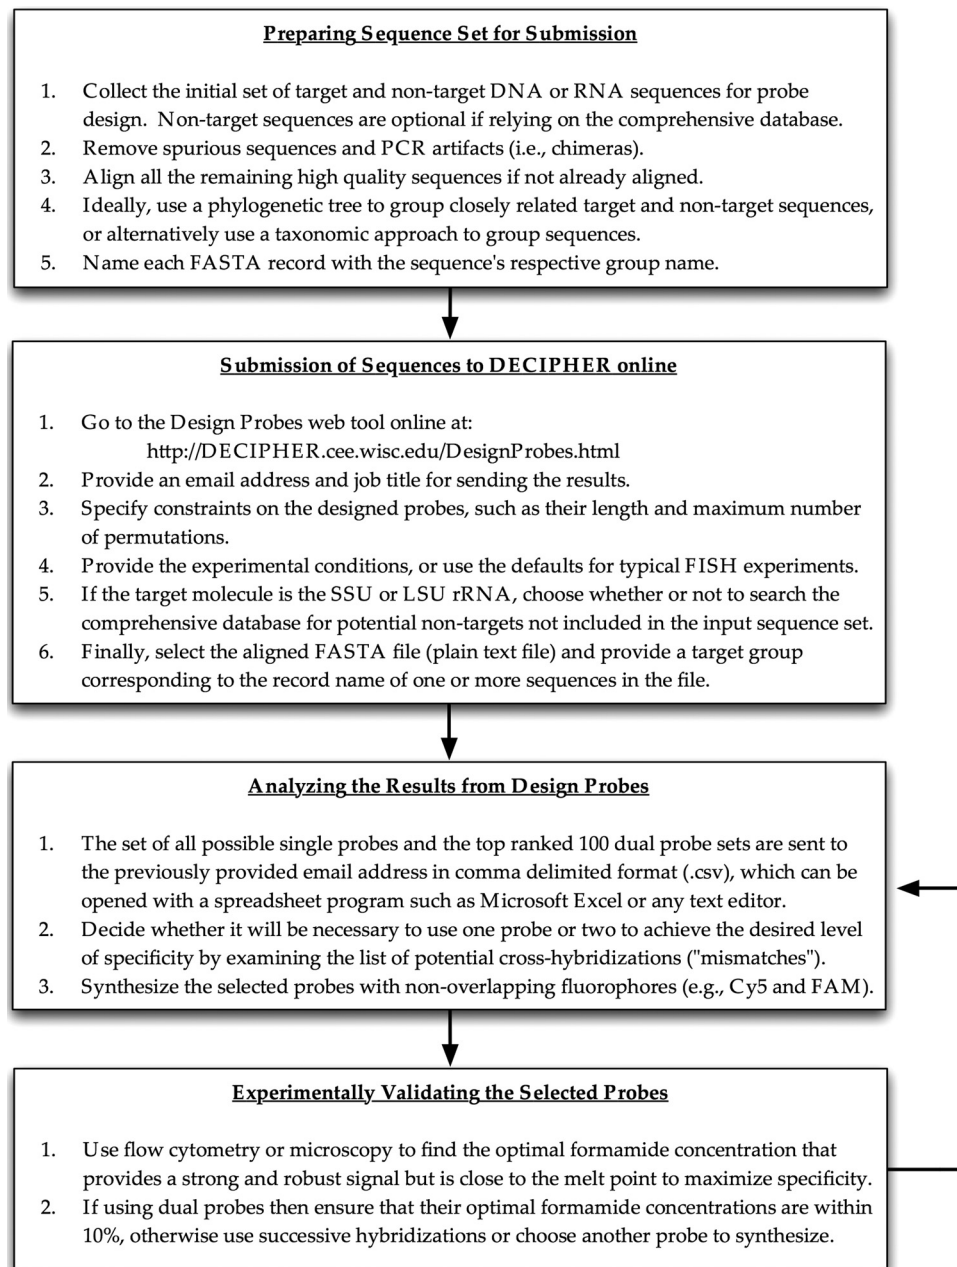 Preparing Sequence Set for Submission
1. Collect the initial set of target and non-target DNA or RNA sequences for probe
design. Non-target sequences are optional if relying on the comprehensive database.
2. Remove spurious sequences and PCR artifacts (i.e., chimeras).
3. Align all the remaining high quality sequences if not already aligned.
4. Ideally, use a phylogenetic tree to group closely related target and non-target sequences,
or alternatively use a taxonomic approach to group sequences.
5. Name each FASTA record with the sequence's respective group name.
Submission of Sequences to DECIPHER online
1. Go to the Design Probes web tool online at:
http://DECIPHER.cee.wisc.edu/DesignProbes.html
2. Provide an email address and job title for sending the results.
3. Specify constraints on the designed probes, such as their length and maximum number
of permutations.
4. Provide the experimental conditions, or use the defaults for typical FISH experiments.
5. If the target molecule is the SSU or LSU rRNA, choose whether or not to search the
comprehensive database for potential non-targets not included in the input sequence set.
6. Finally, select the aligned FASTA file (plain text file) and provide a target group
corresponding to the record name of one or more sequences in the file.
Analyzing the Results from Design Probes
1. The set of all possible single probes and the top ranked 100 dual probe sets are sent to
the previously provided email address in comma delimited format (.csv), which can be
opened with a spreadsheet program such as Microsoft Excel or any text editor.
2. Decide whether it will be necessary to use one probe or two to achieve the desired level
of specificity by examining the list of potential cross-hybridizations ("mismatches").
3. Synthesize the selected probes with non-overlapping fluorophores (e.g., Cy5 and FAM).
Experimentally Validating the Selected Probes
1. Use flow cytometry or microscopy to find the optimal formamide concentration that
provides a strong and robust signal but is close to the melt point to maximize specificity.
2. If using dual probes then ensure that their optimal formamide concentrations are within
10%, otherwise use successive hybridizations or choose another probe to synthesize.